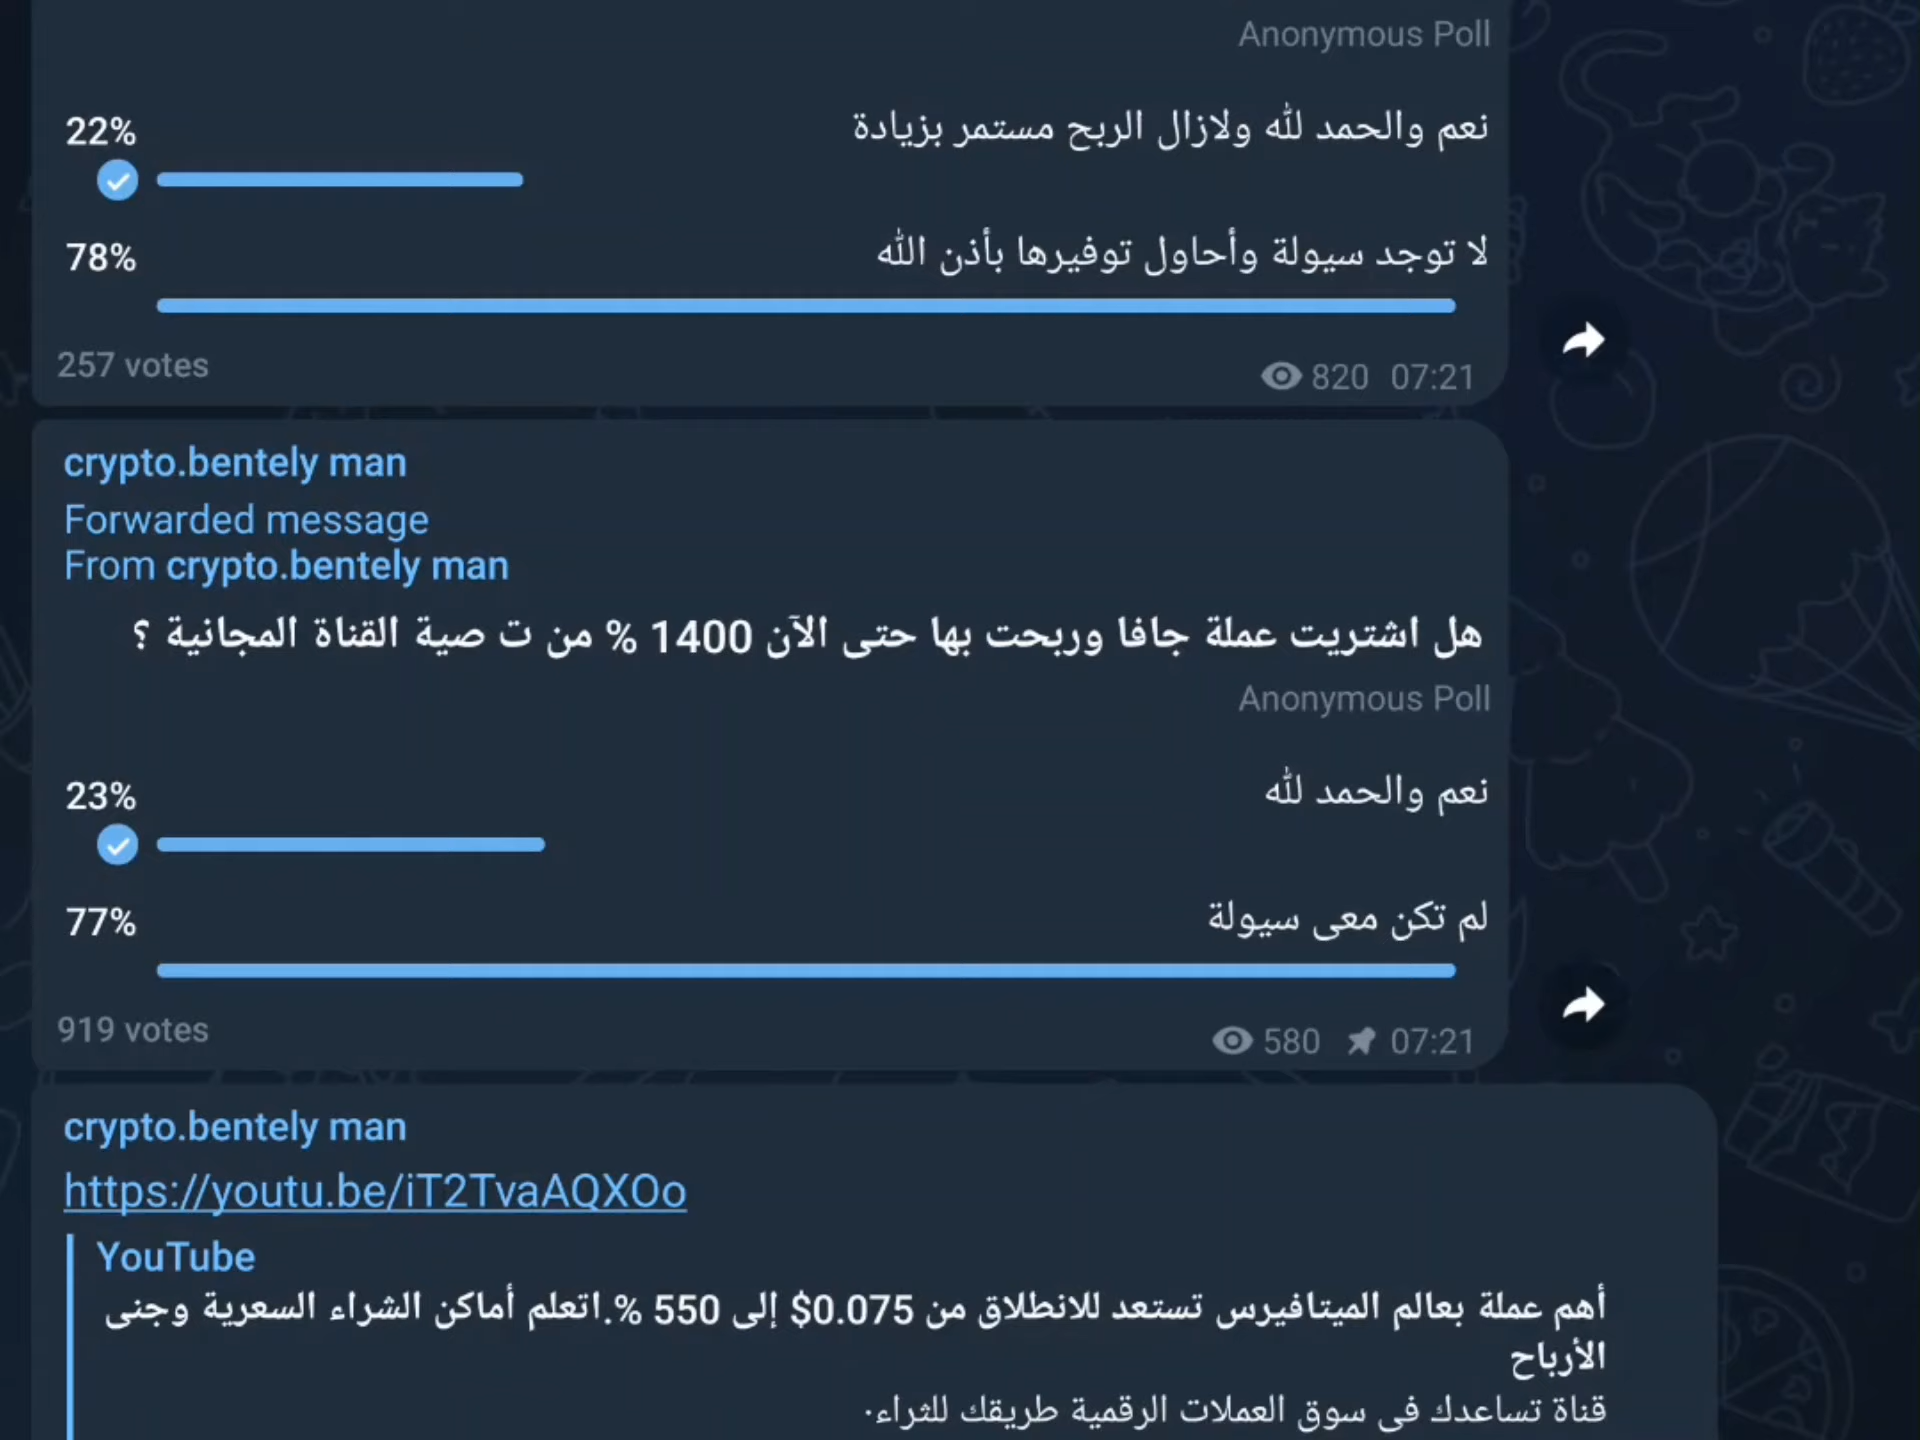 Anonymous Poll
22%
نعم والحمد لله ولازال الربح مستمر بزيادة
78%
لا توجد سيولة وأحاول توفيرها بأذن الله
257 votes
820 07:21
crypto.bentely man
Forwarded message
From crypto.bentely man
هل اشتريت عملة جافا وربحت بها حتى الآن 1400 % من ت صية القناة المجانية ؟
Anonymous Poll
23%
نعم والحمد لله
77%
لم تكن معى سيولة
919 votes
580 07:21
crypto.bentely man
https://youtu.be/iT2TvaAQXOo
YouTube
أهم عملة بعالم الميتافيرس تستعد للانطلاق من 0.075$ إلى 550 %.اتعلم أماكن الشراء السعرية وجنى
الأرباح
قناة تساعدك فى سوق العملات الرقمية طريقك للثراء.